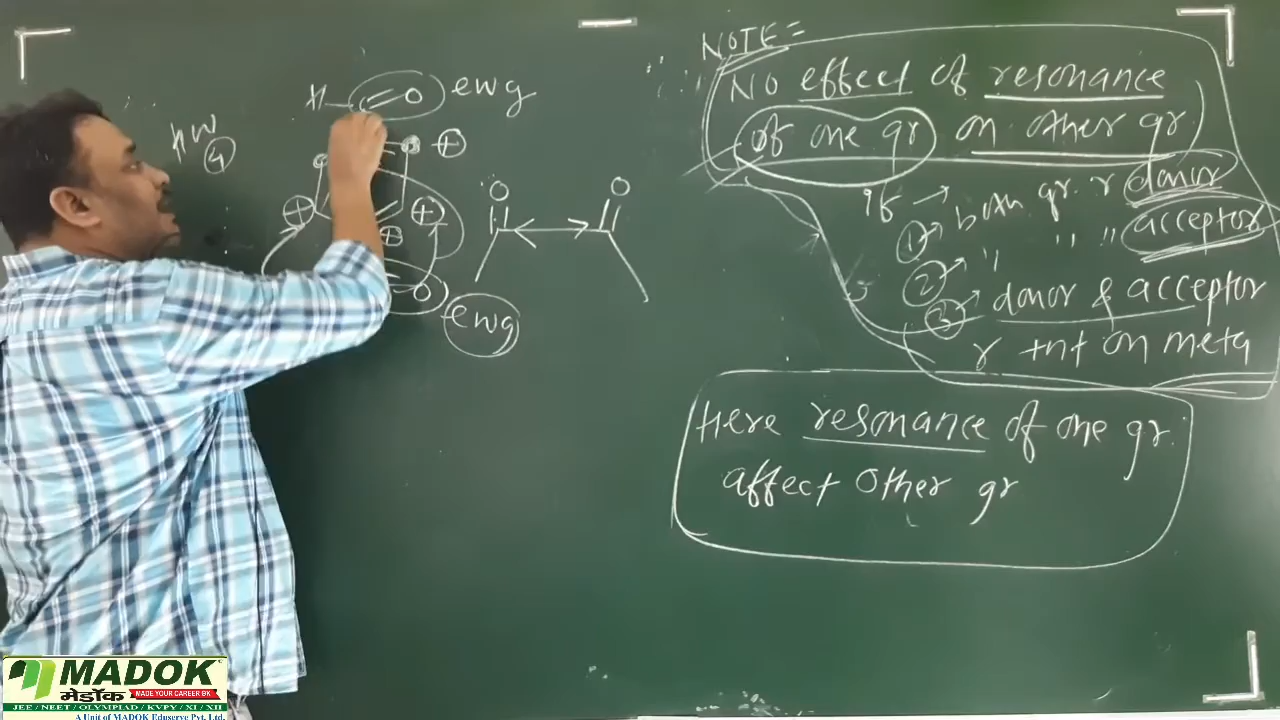 NOTE =
No effect of resonance
of one gr on other gr.
if → both gr. r donor
① " " " acceptor
② "
③ donor & acceptor
r +nt on meta
Here resonance of one gr.
affect other gr
HW
4
H C O ewg
+
+ +
+
O
ewg
O O
MADOK
मेडॉक MADE YOUR CAREER BK
JEE / NEET / OLYMPIAD / KVPY / XI / XII
A Unit of MADOK Eduserve Pvt. Ltd.